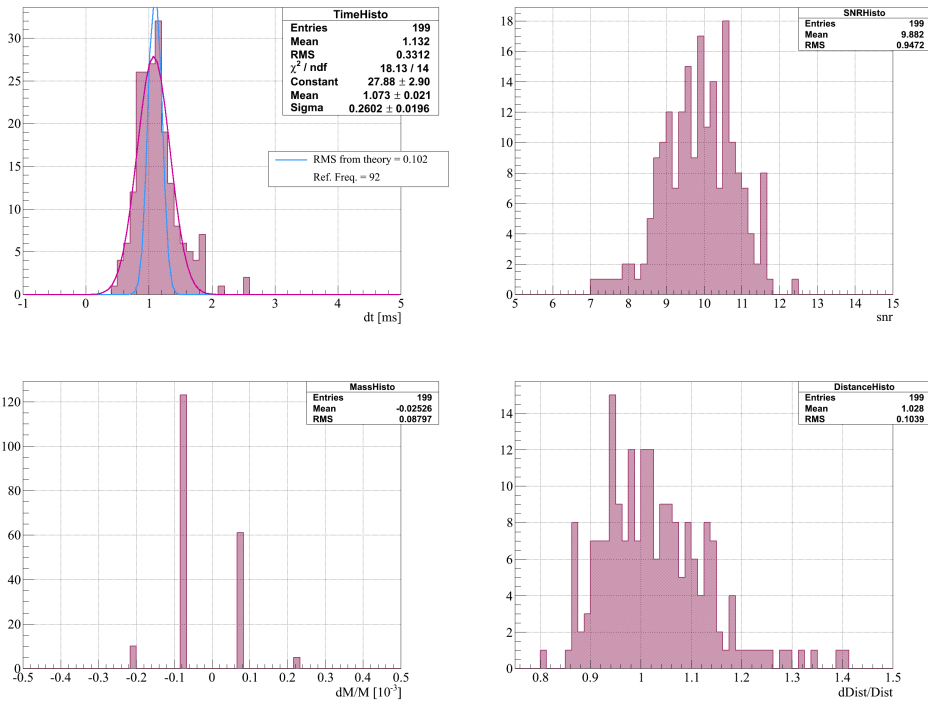 TimeHisto
Entries 199
Mean 1.132
RMS 0.3312
χ² / ndf 18.13 / 14
Constant 27.88 ± 2.90
Mean 1.073 ± 0.021
Sigma 0.2602 ± 0.0196
RMS from theory = 0.102
Ref. Freq. = 92
30
25
20
15
10
5
0
-1 0 1 2 3 4 5
dt [ms]
SNRHisto
Entries 199
Mean 9.882
RMS 0.9472
18
16
14
12
10
8
6
4
2
0
5 6 7 8 9 10 11 12 13 14 15
snr
MassHisto
Entries 199
Mean -0.02526
RMS 0.08797
120
100
80
60
40
20
0
-0.5 -0.4 -0.3 -0.2 -0.1 0 0.1 0.2 0.3 0.4 0.5
dM/M [10⁻³]
DistanceHisto
Entries 199
Mean 1.028
RMS 0.1039
14
12
10
8
6
4
2
0
0.8 0.9 1 1.1 1.2 1.3 1.4 1.5
dDist/Dist